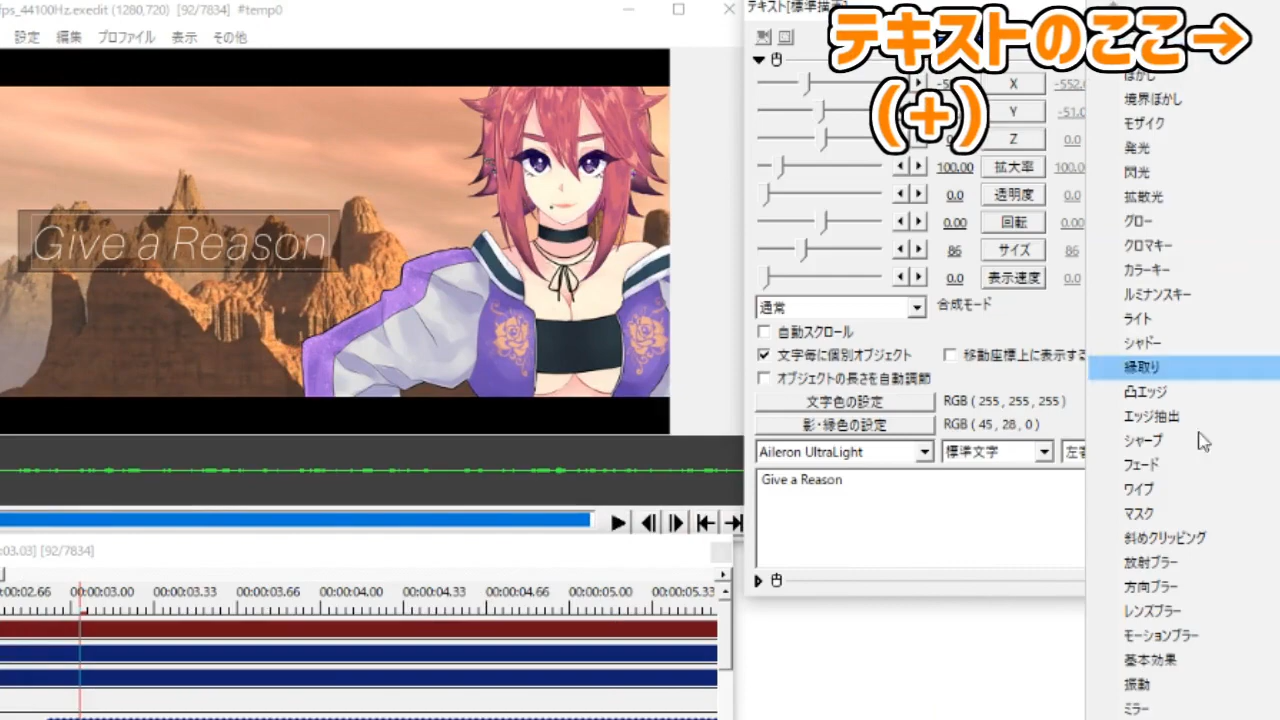 fps_44100Hz.exedit (1280,720) [92/7834] #temp0
設定 編集 プロファイル 表示 その他
テキスト[標準描画]
テキストのここ→
(+)
X
-552.
Y
-51.0
Z 0.0
100.00 拡大率 100.00
0.0 透明度 0.0
0.00 回転 0.00
86 サイズ 86
0.0 表示速度 0.0
通常 合成モード
自動スクロール
文字毎に個別オブジェクト 移動座標上に表示する
オブジェクトの長さを自動調節
文字色の設定 RGB ( 255 , 255 , 255 )
影・縁色の設定 RGB ( 45 , 28 , 0 )
Aileron UltraLight 標準文字 左寄
Give a Reason
Give a Reason
ぼかし
境界ぼかし
モザイク
発光
閃光
拡散光
グロー
クロマキー
カラーキー
ルミナンスキー
ライト
シャドー
縁取り
凸エッジ
エッジ抽出
シャープ
フェード
ワイプ
マスク
斜めクリッピング
放射ブラー
方向ブラー
レンズブラー
モーションブラー
基本効果
振動
ミラー
:03.03] [92/7834]
:00:02.66 00:00:03.00 00:00:03.33 00:00:03.66 00:00:04.00 00:00:04.33 00:00:04.66 00:00:05.00 00:00:05.33